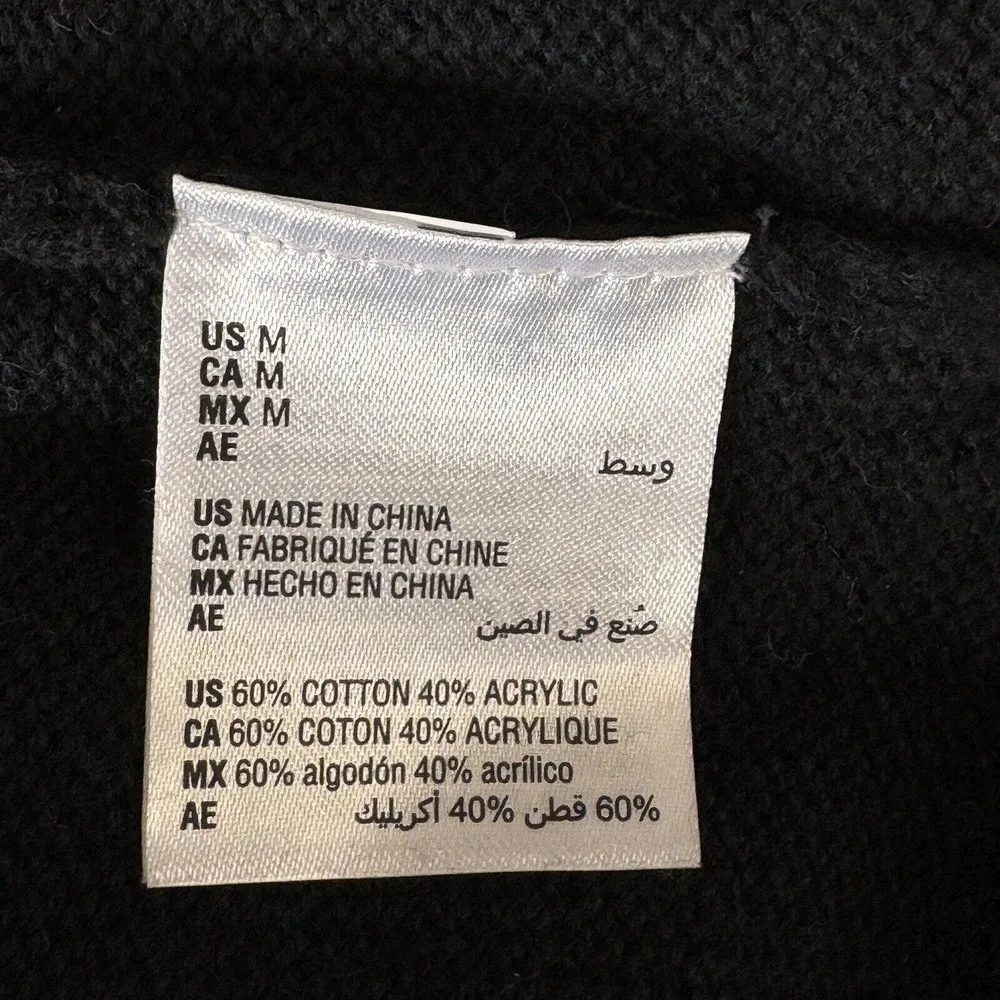 US M
CA M
MX M
AE وسط
US MADE IN CHINA
CA FABRIQUÉ EN CHINE
MX HECHO EN CHINA
AE صُنع في الصين
US 60% COTTON 40% ACRYLIC
CA 60% COTON 40% ACRYLIQUE
MX 60% algodón 40% acrílico
AE 60% قطن 40% أكريليك